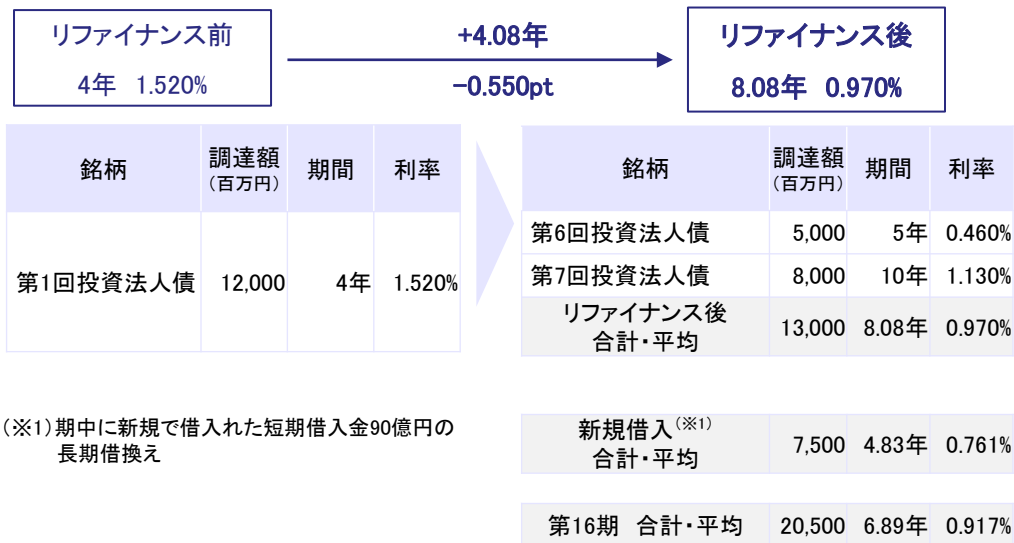 リファイナンス前
4年 1.520%
+4.08年
-0.550pt
リファイナンス後
8.08年 0.970%
銘柄 調達額(百万円) 期間 利率
第1回投資法人債 12,000 4年 1.520%
銘柄 調達額(百万円) 期間 利率
第6回投資法人債 5,000 5年 0.460%
第7回投資法人債 8,000 10年 1.130%
リファイナンス後
合計・平均 13,000 8.08年 0.970%
(※1)期中に新規で借入れた短期借入金90億円の
長期借換え
新規借入(※1)
合計・平均 7,500 4.83年 0.761%
第16期 合計・平均 20,500 6.89年 0.917%